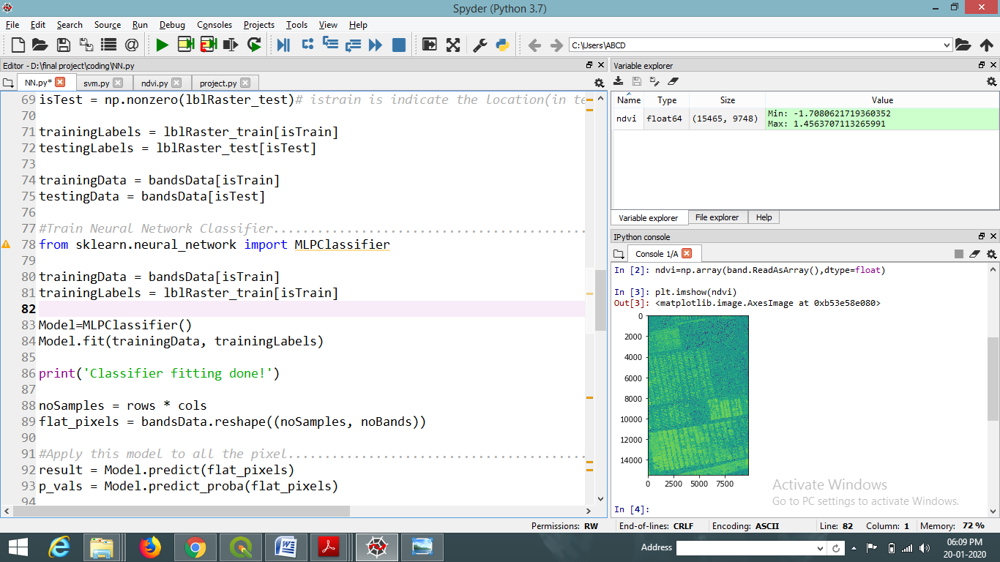 Spyder (Python 3.7)
File Edit Search Source Run Debug Consoles Projects Tools View Help
C:\Users\ABCD
Editor - D:\final project\coding\NN.py
NN.py* svm.py ndvi.py project.py
69 isTest = np.nonzero(lblRaster_test)# istrain is indicate the location(in te
70
71 trainingLabels = lblRaster_train[isTrain]
72 testingLabels = lblRaster_test[isTest]
73
74 trainingData = bandsData[isTrain]
75 testingData = bandsData[isTest]
76
77 #Train Neural Network Classifier..........................................
78 from sklearn.neural_network import MLPClassifier
79
80 trainingData = bandsData[isTrain]
81 trainingLabels = lblRaster_train[isTrain]
82
83 Model=MLPClassifier()
84 Model.fit(trainingData, trainingLabels)
85
86 print('Classifier fitting done!')
87
88 noSamples = rows * cols
89 flat_pixels = bandsData.reshape((noSamples, noBands))
90
91 #Apply this model to all the pixel........................................
92 result = Model.predict(flat_pixels)
93 p_vals = Model.predict_proba(flat_pixels)
94
Variable explorer
Name Type Size Value
ndvi float64 (15465, 9748) Min: -1.7080621719360352
Max: 1.4563707113265991
Variable explorer File explorer Help
IPython console
Console 1/A
In [2]: ndvi=np.array(band.ReadAsArray(),dtype=float)
In [3]: plt.imshow(ndvi)
Out[3]: <matplotlib.image.AxesImage at 0xb53e58e080>
0
2000
4000
6000
8000
10000
12000
14000
0 2500 5000 7500
In [4]:
Activate Windows
Go to PC settings to activate Windows.
Permissions: RW End-of-lines: CRLF Encoding: ASCII Line: 82 Column: 1 Memory: 72 %
Address
06:09 PM
20-01-2020